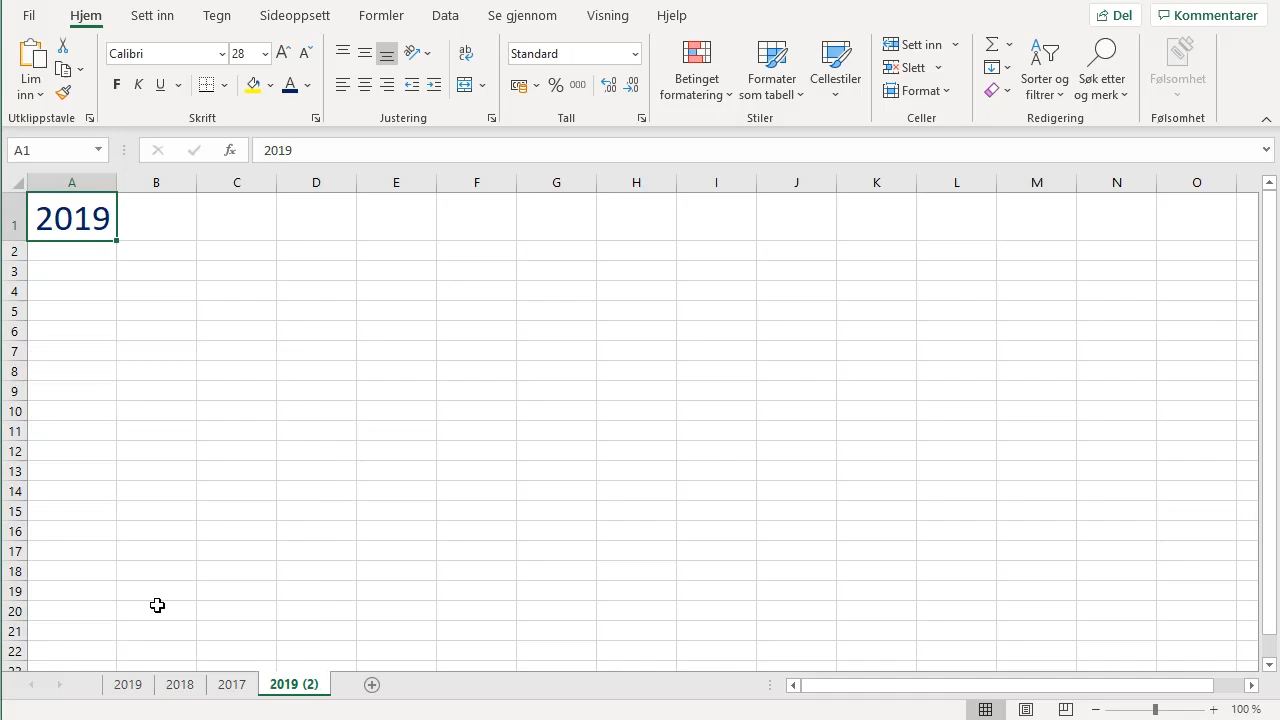 Fil Hjem Sett inn Tegn Sideoppsett Formler Data Se gjennom Visning Hjelp Del Kommentarer
Lim inn
Calibri 28
F K U A
ab c
Standard
% 000
Betinget formatering
Formater som tabell
Cellestiler
Sett inn
Slett
Format
Sorter og filtrer
Søk etter og merk
Følsomhet
Utklippstavle Skrift Justering Tall Stiler Celler Redigering Følsomhet
A1 fx 2019
A B C D E F G H I J K L M N O
1 2019
2
3
4
5
6
7
8
9
10
11
12
13
14
15
16
17
18
19
20
21
22
23
2019 2018 2017 2019 (2)
100 %